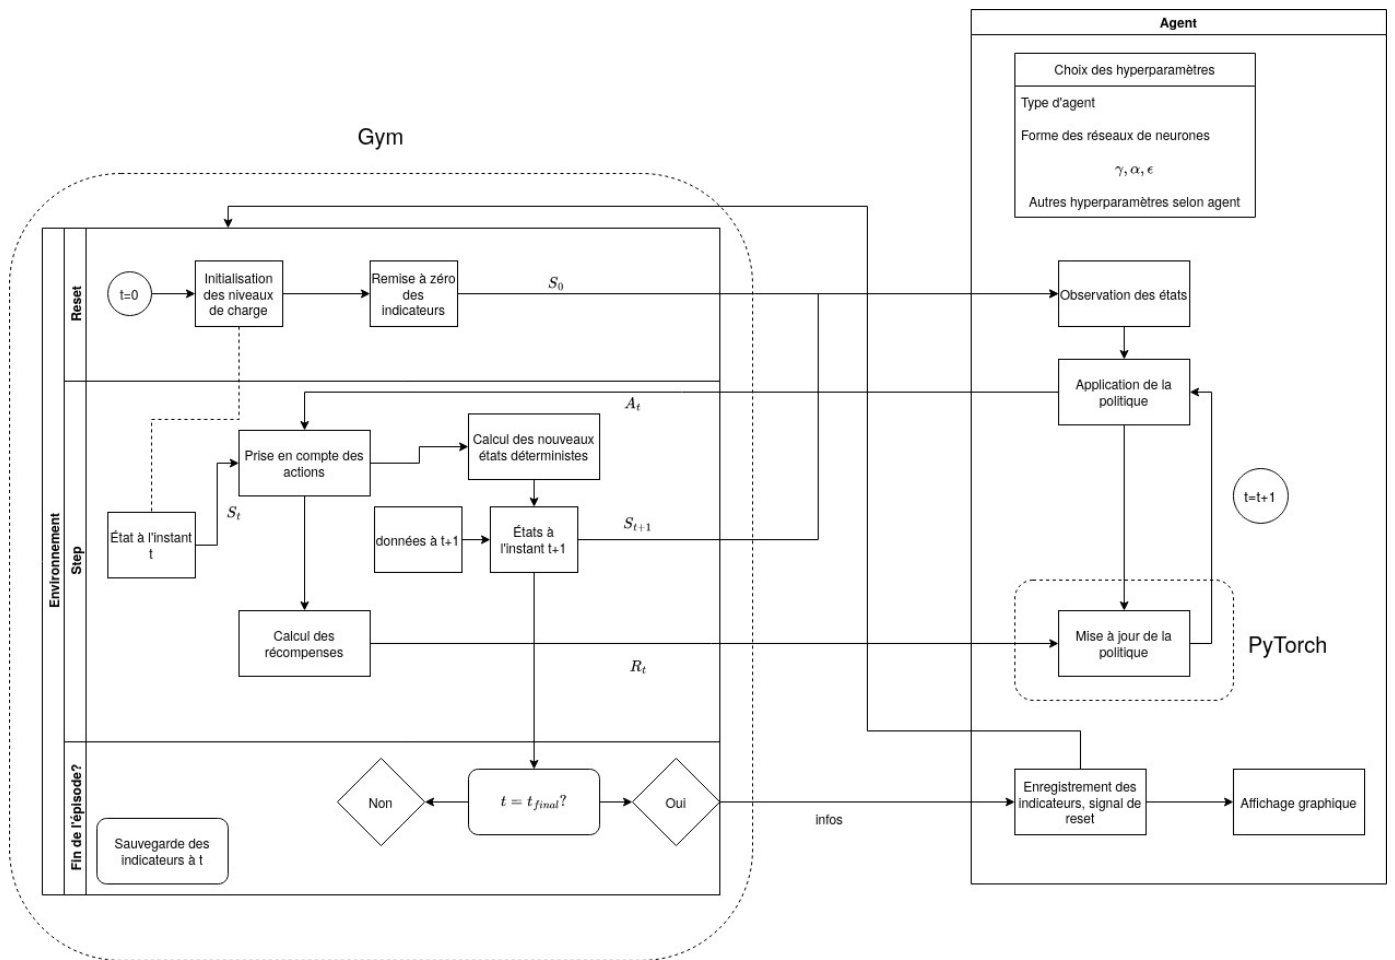 Agent
Choix des hyperparamètres
Type d'agent
Forme des réseaux de neurones
γ, α, ϵ
Autres hyperparamètres selon agent
Gym
Environnement
Reset
t=0
Initialisation
des niveaux
de charge
Remise à zéro
des
indicateurs
S₀
Observation des états
Step
Application de la
politique
Aₜ
Prise en compte des
actions
Calcul des nouveaux
états déterministes
Sₜ
État à l'instant
t
données à t+1
États à
l'instant t+1
Sₜ₊₁
t=t+1
Calcul des
récompenses
Rₜ
Mise à jour de la
politique
PyTorch
Fin de l'épisode?
Non
t = t_final?
Oui
infos
Enregistrement des
indicateurs, signal de
reset
Affichage graphique
Sauvegarde des
indicateurs à t